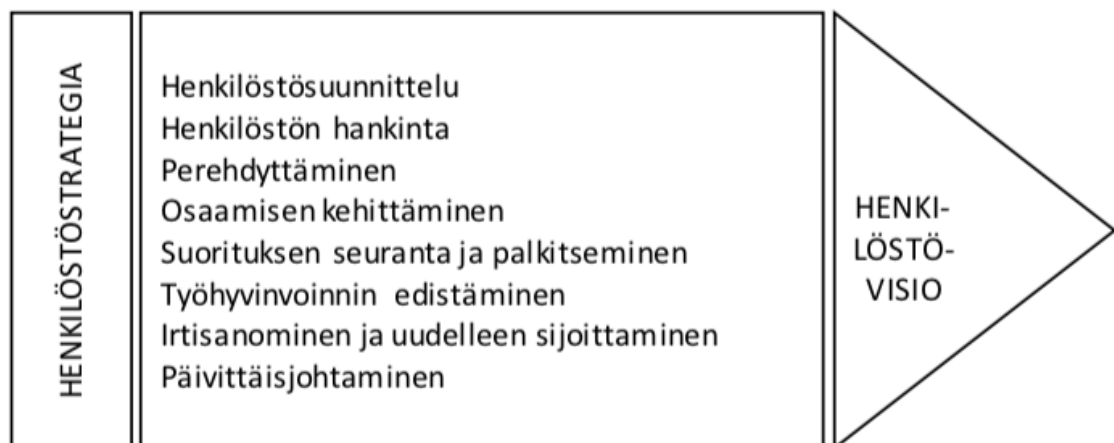 HENKILÖSTÖSTRATEGIA
Henkilöstösuunnittelu
Henkilöstön hankinta
Perehdyttäminen
Osaamisen kehittäminen
Suorituksen seuranta ja palkitseminen
Työhyvinvoinnin edistäminen
Irtisanominen ja uudelleen sijoittaminen
Päivittäisjohtaminen
HENKI-
LÖSTÖ-
VISIO